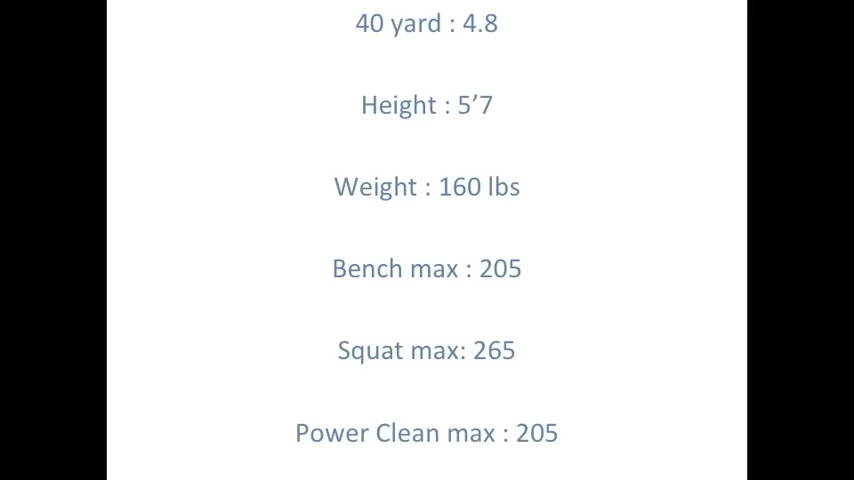 40 yard : 4.8
Height : 5’7
Weight : 160 lbs
Bench max : 205
Squat max: 265
Power Clean max : 205